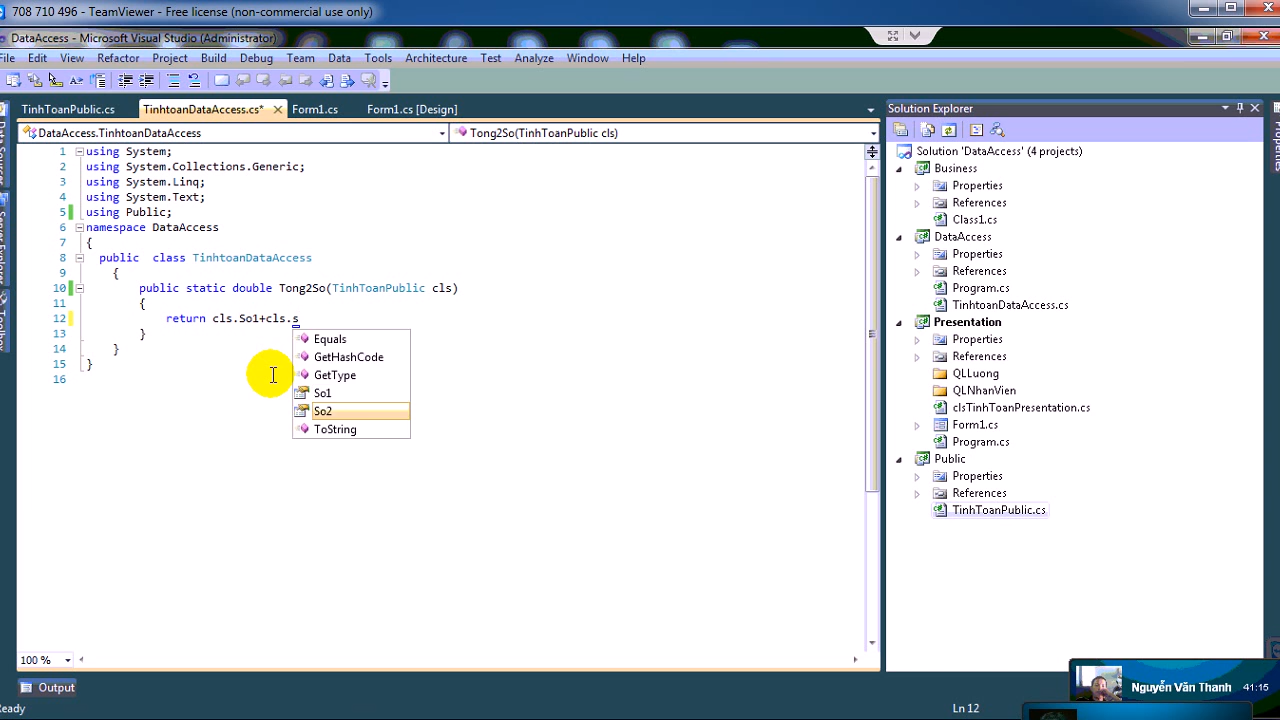 708 710 496 - TeamViewer - Free license (non-commercial use only)
DataAccess - Microsoft Visual Studio (Administrator)
File Edit View Refactor Project Build Debug Team Data Tools Architecture Test Analyze Window Help
TinhToanPublic.cs TinhtoanDataAccess.cs* Form1.cs Form1.cs [Design]
DataAccess.TinhtoanDataAccess Tong2So(TinhToanPublic cls)
1 using System;
2 using System.Collections.Generic;
3 using System.Linq;
4 using System.Text;
5 using Public;
6 namespace DataAccess
7 {
8 public class TinhtoanDataAccess
9 {
10 public static double Tong2So(TinhToanPublic cls)
11 {
12 return cls.So1+cls.s
13 }
14 }
15 }
16
Equals
GetHashCode
GetType
So1
So2
ToString
100 %
Output
Ready
Ln 12
Solution Explorer
Solution 'DataAccess' (4 projects)
Business
Properties
References
Class1.cs
DataAccess
Properties
References
Program.cs
TinhtoanDataAccess.cs
Presentation
Properties
References
QLLuong
QLNhanVien
clsTinhToanPresentation.cs
Form1.cs
Program.cs
Public
Properties
References
TinhToanPublic.cs
Data Sources
Server Explorer
Toolbox
Nguyễn Văn Thanh 41:15